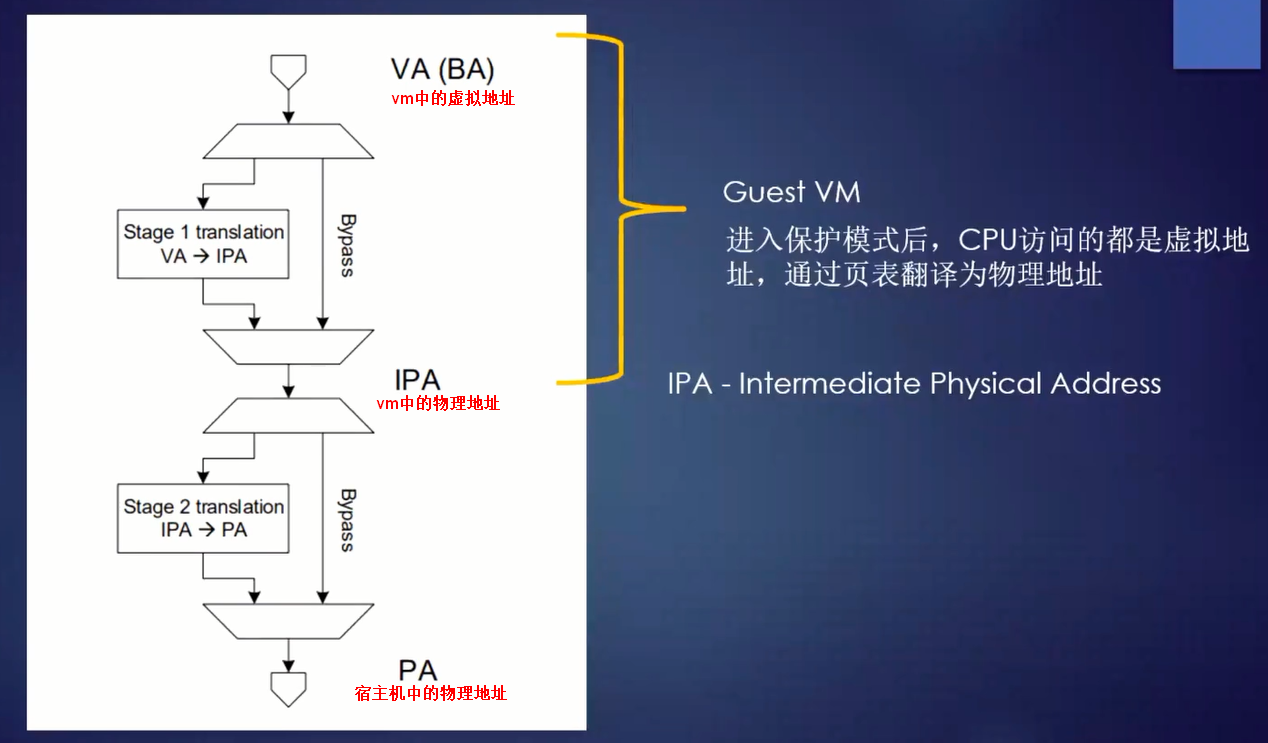 VA (BA)
vm中的虚拟地址
Stage 1 translation
VA → IPA
Bypass
IPA
vm中的物理地址
Stage 2 translation
IPA → PA
Bypass
PA
宿主机中的物理地址
Guest VM
进入保护模式后，CPU访问的都是虚拟地
址，通过页表翻译为物理地址
IPA - Intermediate Physical Address